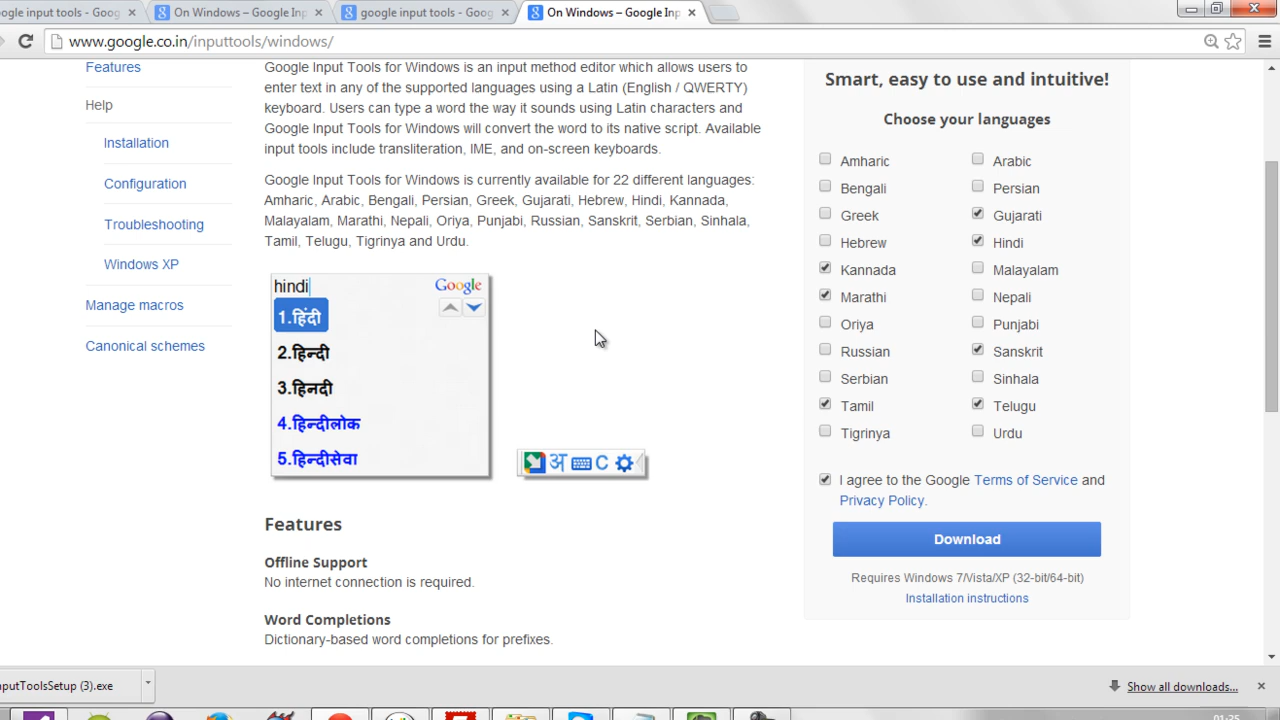 google input tools - Goog
On Windows – Google Inp
google input tools - Goog
On Windows – Google Inp
www.google.co.in/inputtools/windows/
Features
Help
Installation
Configuration
Troubleshooting
Windows XP
Manage macros
Canonical schemes
Google Input Tools for Windows is an input method editor which allows users to
enter text in any of the supported languages using a Latin (English / QWERTY)
keyboard. Users can type a word the way it sounds using Latin characters and
Google Input Tools for Windows will convert the word to its native script. Available
input tools include transliteration, IME, and on-screen keyboards.
Google Input Tools for Windows is currently available for 22 different languages:
Amharic, Arabic, Bengali, Persian, Greek, Gujarati, Hebrew, Hindi, Kannada,
Malayalam, Marathi, Nepali, Oriya, Punjabi, Russian, Sanskrit, Serbian, Sinhala,
Tamil, Telugu, Tigrinya and Urdu.
hindi
Google
1.हिंदी
2.हिन्दी
3.हिनदी
4.हिन्दीलोक
5.हिन्दीसेवा
अ C
Features
Offline Support
No internet connection is required.
Word Completions
Dictionary-based word completions for prefixes.
Smart, easy to use and intuitive!
Choose your languages
Amharic Arabic
Bengali Persian
Greek Gujarati
Hebrew Hindi
Kannada Malayalam
Marathi Nepali
Oriya Punjabi
Russian Sanskrit
Serbian Sinhala
Tamil Telugu
Tigrinya Urdu
I agree to the Google Terms of Service and
Privacy Policy.
Download
Requires Windows 7/Vista/XP (32-bit/64-bit)
Installation instructions
nputToolsSetup (3).exe
Show all downloads...
01:25